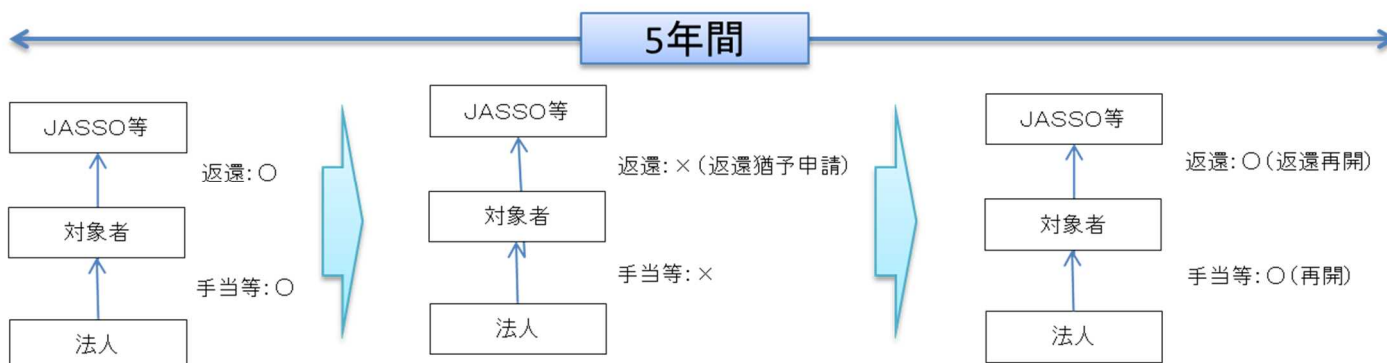 5年間
JASSO等
返還:○
対象者
手当等:○
法人
JASSO等
返還:×(返還猶予申請)
対象者
手当等:×
法人
JASSO等
返還:○(返還再開)
対象者
手当等:○(再開)
法人